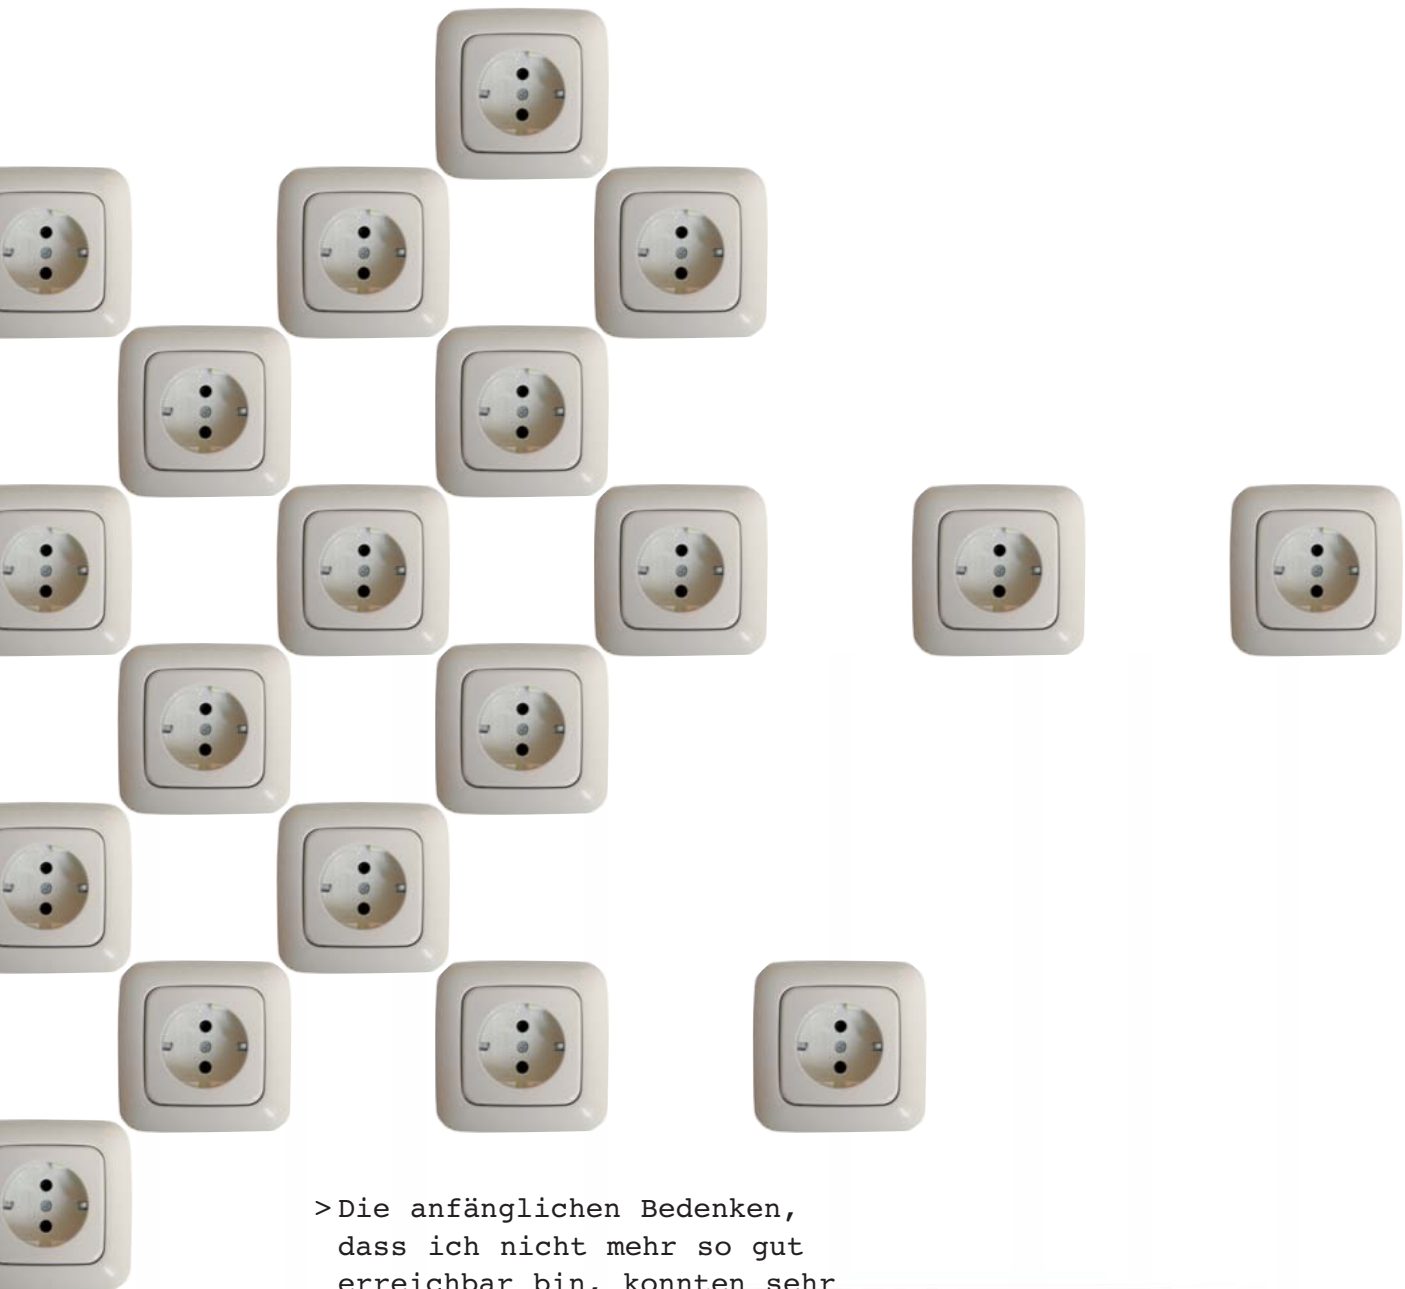 > Die anfänglichen Bedenken,
dass ich nicht mehr so gut
erreichbar bin, konnten sehr